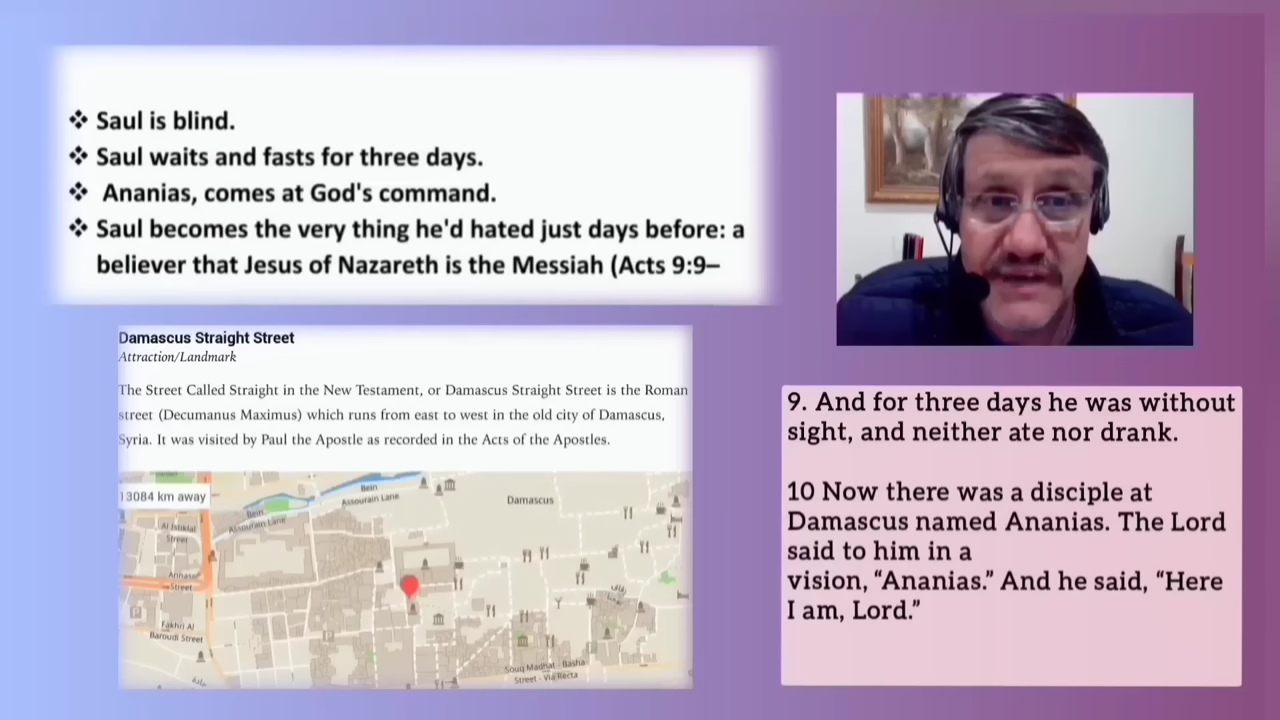 ❖ Saul is blind.
❖ Saul waits and fasts for three days.
❖ Ananias, comes at God's command.
❖ Saul becomes the very thing he'd hated just days before: a
believer that Jesus of Nazareth is the Messiah (Acts 9:9–
Damascus Straight Street
Attraction/Landmark
The Street Called Straight in the New Testament, or Damascus Straight Street is the Roman
street (Decumanus Maximus) which runs from east to west in the old city of Damascus,
Syria. It was visited by Paul the Apostle as recorded in the Acts of the Apostles.
13084 km away
Bein
Assourain Lane
Damascus
Bein
Assourain Lane
Al Istiklal
Street
Street
Fakhri Al
Baroudi Street
Souq Madhat - Basha
Street - Via Recta
9. And for three days he was without
sight, and neither ate nor drank.
10 Now there was a disciple at
Damascus named Ananias. The Lord
said to him in a
vision, “Ananias.” And he said, “Here
I am, Lord.”